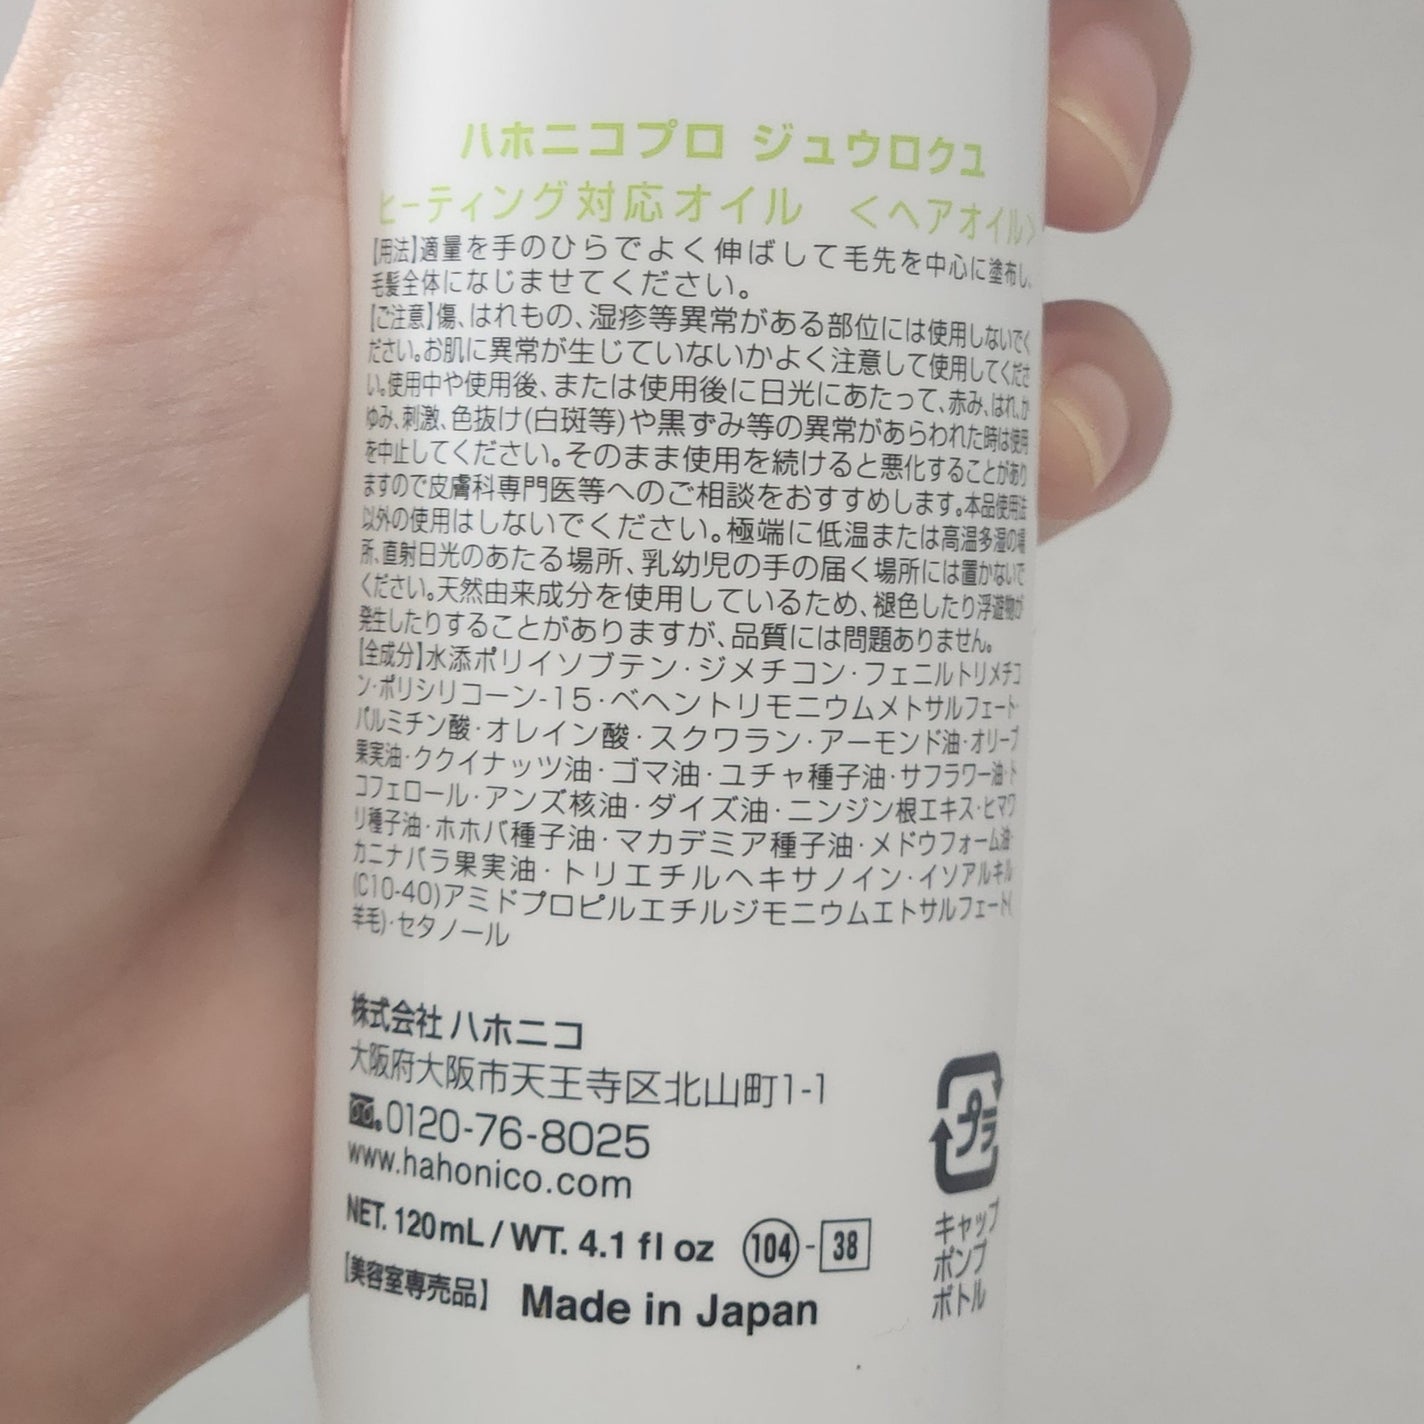 ハホニコプロ ジュウロクユ
ヒーティング対応オイル <ヘアオイル>
【用法】適量を手のひらでよく伸ばして毛先を中心に塗布し、
毛髪全体になじませてください。
【ご注意】傷、はれもの、湿疹等異常がある部位には使用しないでく
ださい。お肌に異常が生じていないかよく注意して使用してくださ
い。使用中や使用後、または使用後に日光にあたって、赤み、はれ、か
ゆみ、刺激、色抜け(白斑等)や黒ずみ等の異常があらわれた時は使用
を中止してください。そのまま使用を続けると悪化することがあり
ますので皮膚科専門医等へのご相談をおすすめします。本品使用法
以外の使用はしないでください。極端に低温または高温多湿の場
所、直射日光のあたる場所、乳幼児の手の届く場所には置かないで
ください。天然由来成分を使用しているため、褪色したり浮遊物が
発生したりすることがありますが、品質には問題ありません。
【全成分】水添ポリイソブテン・ジメチコン・フェニルトリメチコ
ン・ポリシリコーン-15・ベヘントリモニウムメトサルフェート・
パルミチン酸・オレイン酸・スクワラン・アーモンド油・オリーブ
果実油・ククイナッツ油・ゴマ油・ユチャ種子油・サフラワー油・ト
コフェロール・アンズ核油・ダイズ油・ニンジン根エキス・ヒマワ
リ種子油・ホホバ種子油・マカデミア種子油・メドウフォーム油・
カニナバラ果実油・トリエチルヘキサノイン・イソアルキル
(C10-40)アミドプロピルエチルジモニウムエトサルフェート(
羊毛)・セタノール
株式会社ハホニコ
大阪府大阪市天王寺区北山町1-1
0120-76-8025
www.hahonico.com
NET. 120mL / WT. 4.1 fl oz 104-38
【美容室専売品】 Made in Japan
プラ
キャップ
ポンプ
ボトル